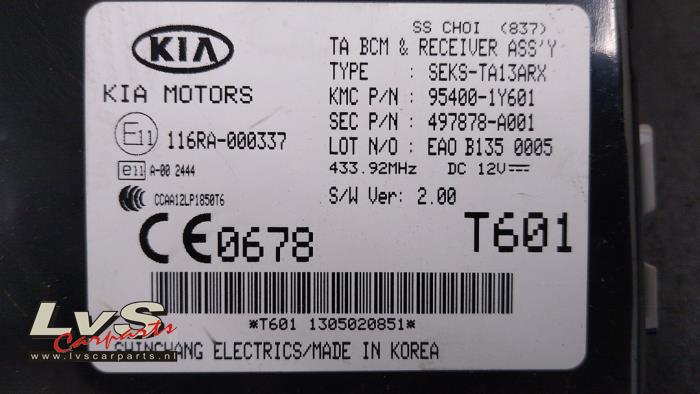 SS CHOI (837)
KIA
TA BCM & RECEIVER ASS'Y
TYPE : SEKS-TA13ARX
KIA MOTORS
KMC P/N : 95400-1Y601
E11 116RA-000337
SEC P/N : 497878-A001
LOT N/O : EAO B135 0005
e11 A-00 2444
433.92MHz DC 12V
CCAA12LP1850T6
S/W Ver: 2.00
CE0678
T601
*T601 1305020851*
SHINCHANG ELECTRICS/MADE IN KOREA
LvS
Carparts
www.lvscarparts.nl